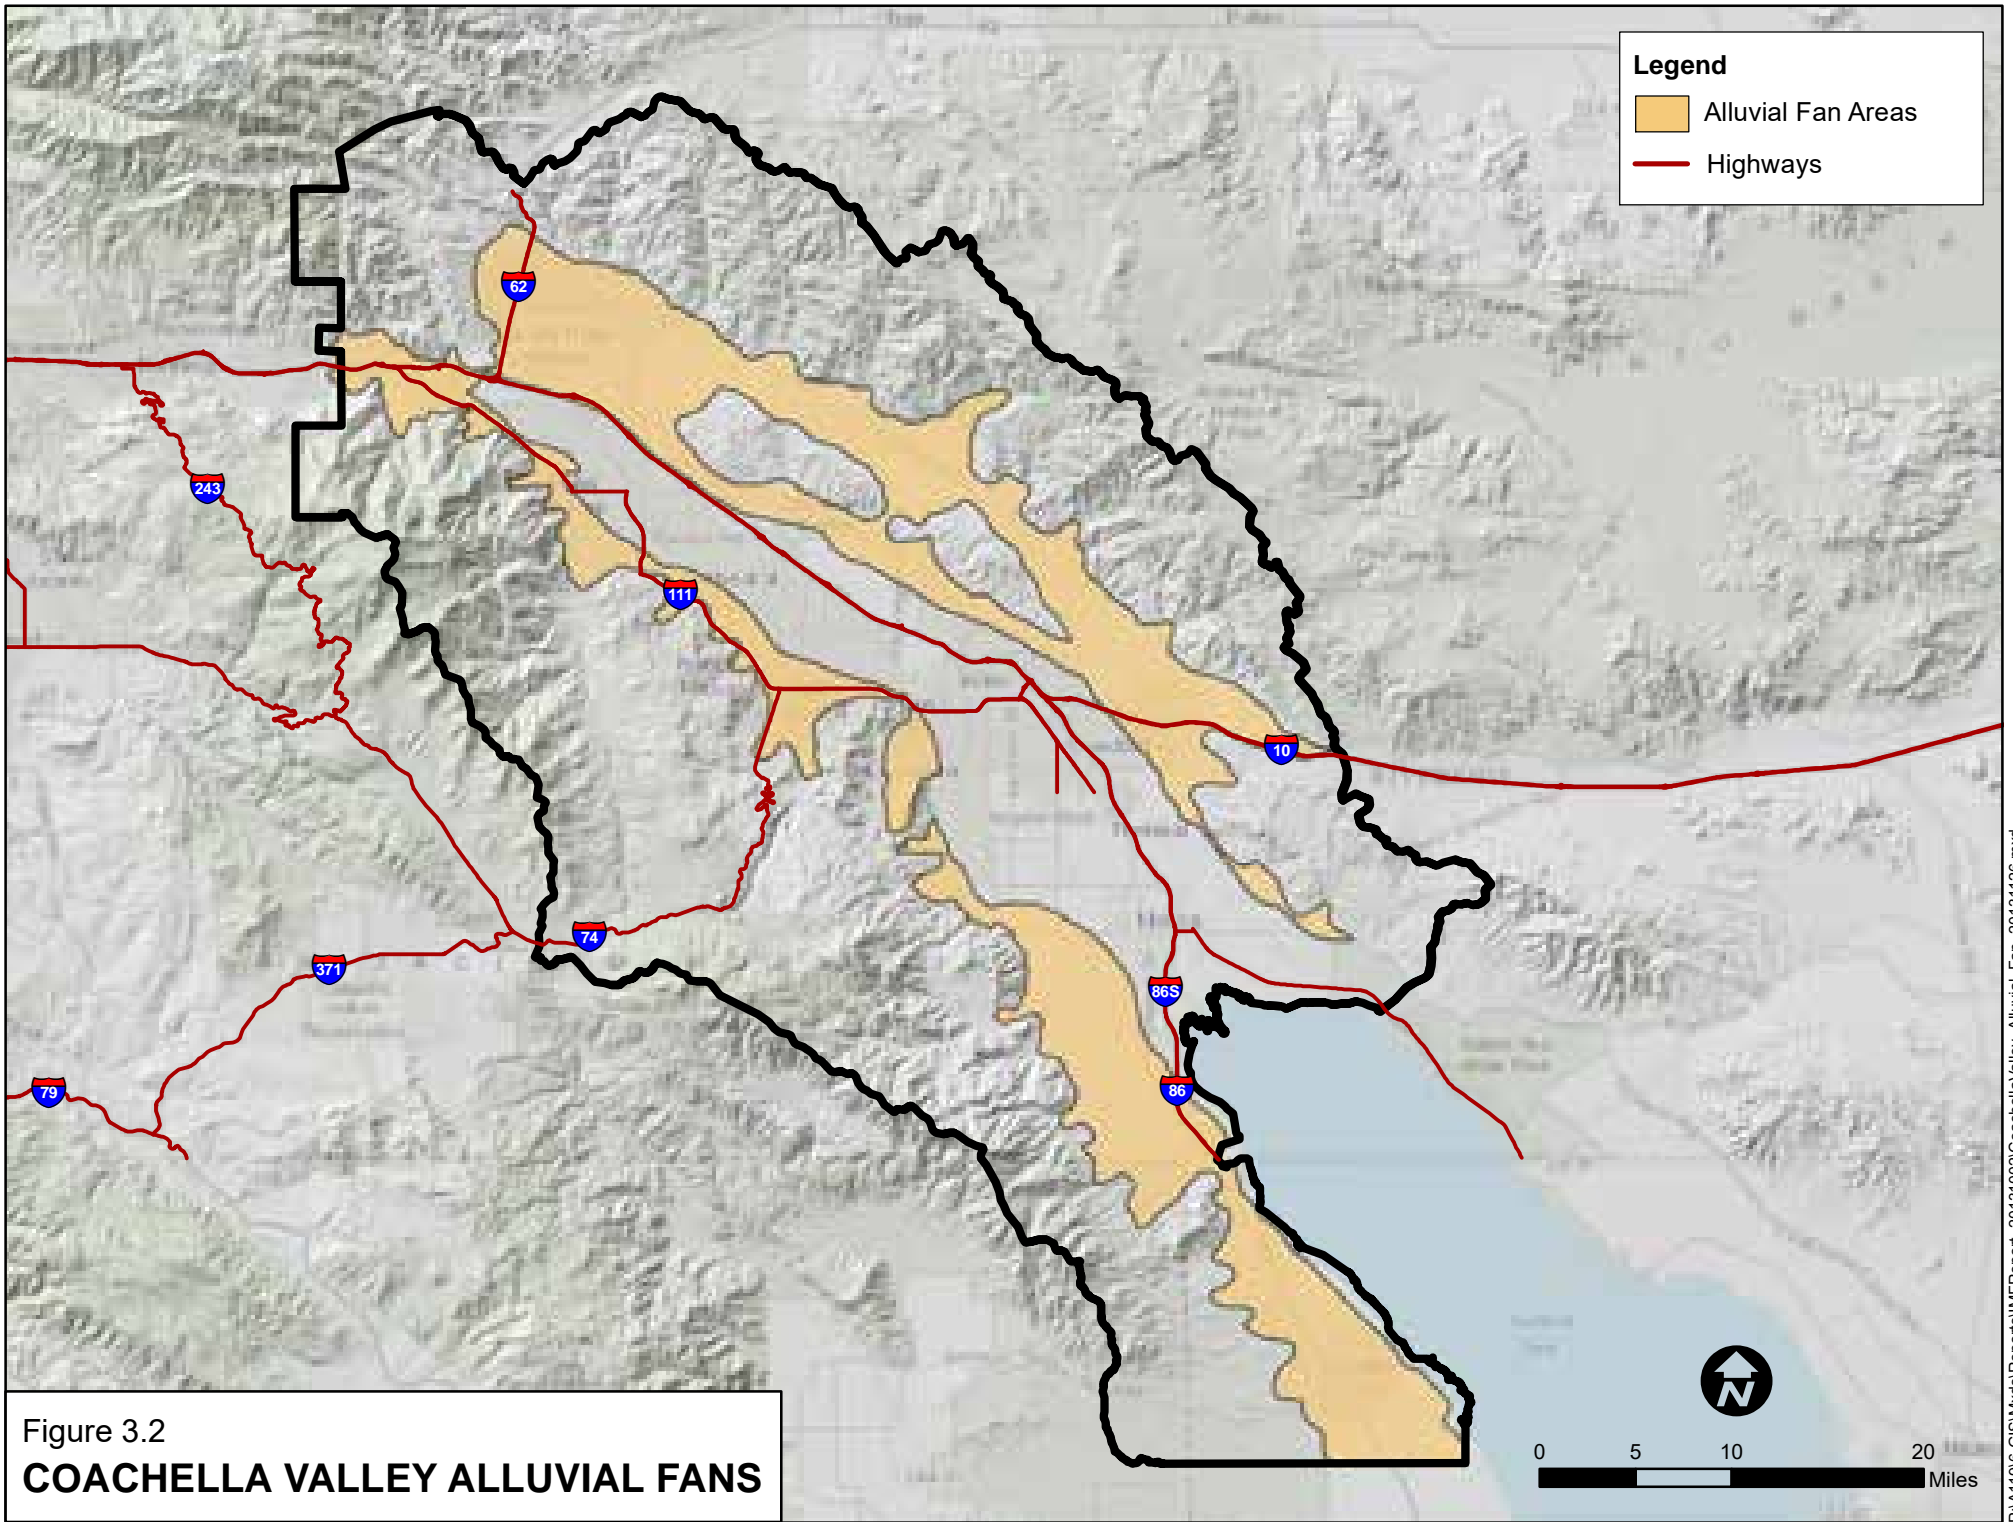 Legend
Alluvial Fan Areas
Highways
62
243
111
10
74
371
86S
86
79
N
0 5 10 20
Miles
Figure 3.2
COACHELLA VALLEY ALLUVIAL FANS